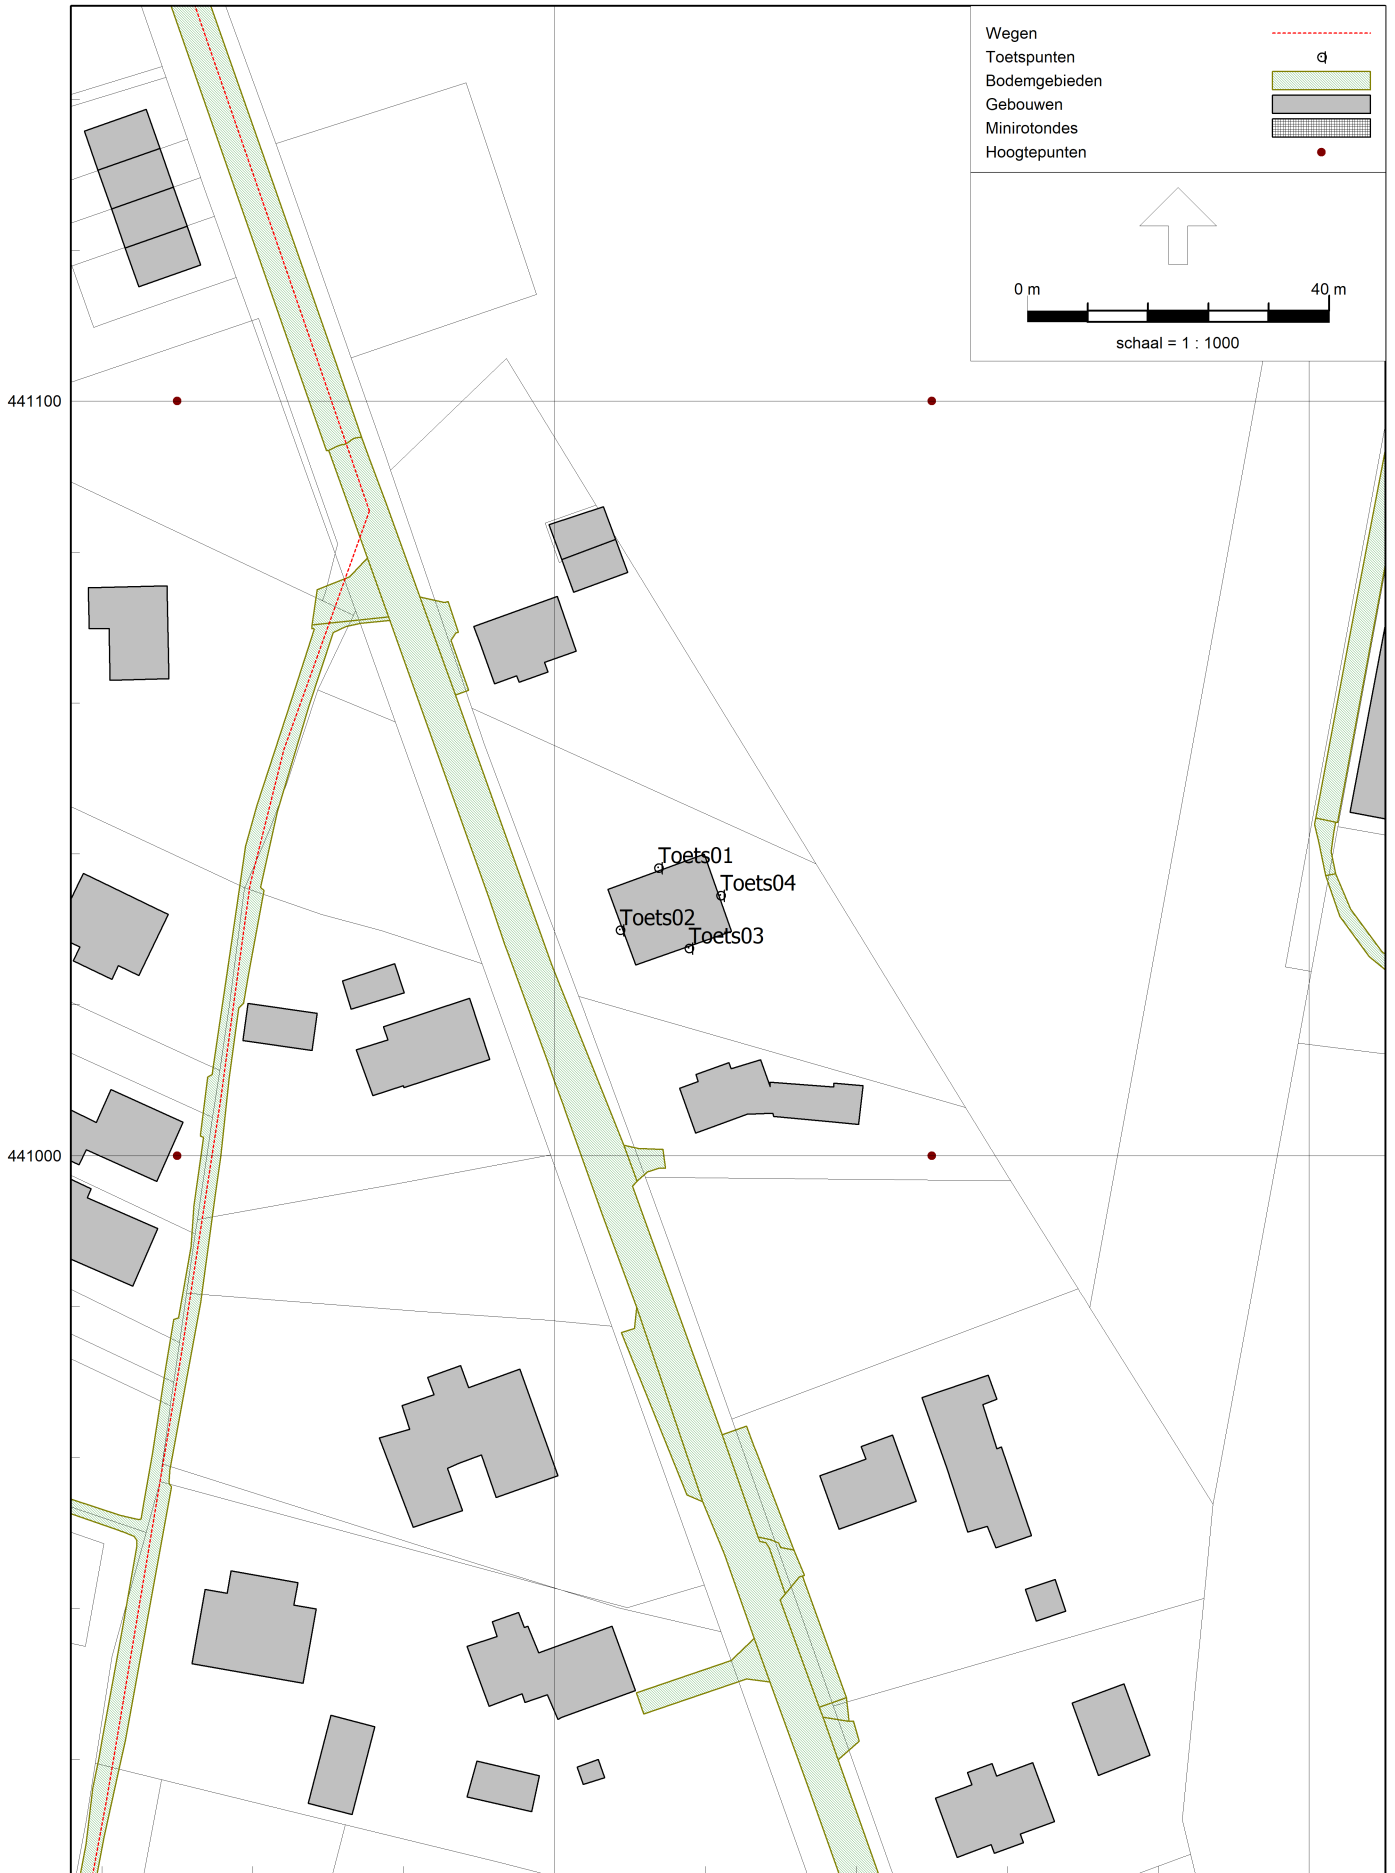 Wegen
Toetspunten
Bodemgebieden
Gebouwen
Minirotondes
Hoogtepunten
0 m 40 m
schaal = 1 : 1000
441100
Toets01
Toets04
Toets02
Toets03
441000